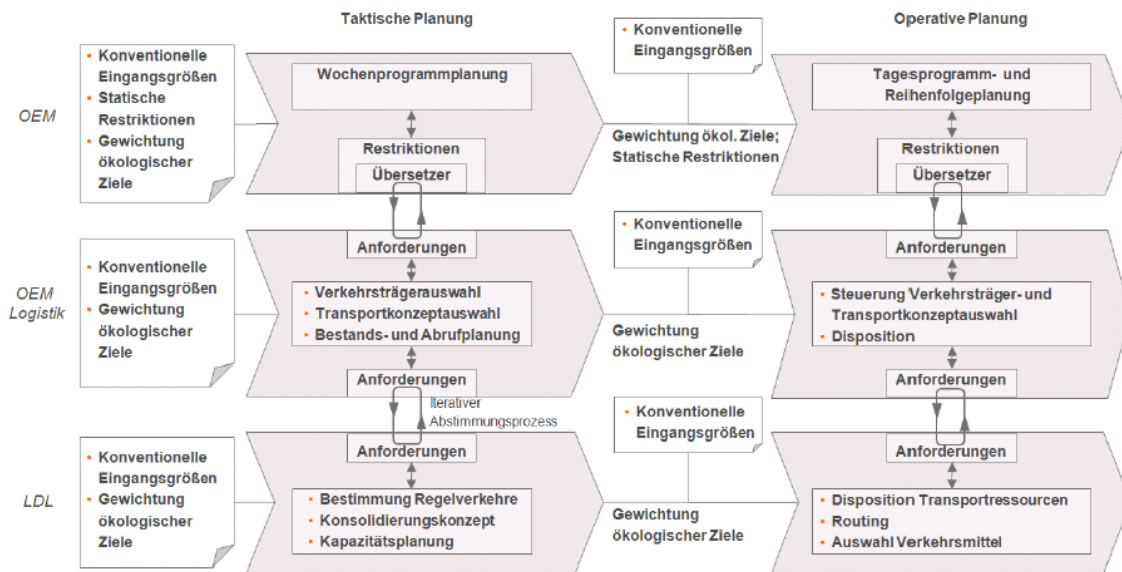 Taktische Planung
Operative Planung
OEM
• Konventionelle
Eingangsgrößen
• Statische
Restriktionen
• Gewichtung
ökologischer
Ziele
Wochenprogrammplanung
Restriktionen
Übersetzer
• Konventionelle
Eingangsgrößen
Gewichtung ökol. Ziele;
Statische Restriktionen
Tagesprogramm- und
Reihenfolgeplanung
Restriktionen
Übersetzer
OEM
Logistik
• Konventionelle
Eingangsgrößen
• Gewichtung
ökologischer
Ziele
Anforderungen
• Verkehrsträgerauswahl
• Transportkonzeptauswahl
• Bestands- und Abrufplanung
Anforderungen
Iterativer
Abstimmungsprozess
• Konventionelle
Eingangsgrößen
Gewichtung
ökologischer Ziele
Anforderungen
• Steuerung Verkehrsträger- und
Transportkonzeptauswahl
• Disposition
Anforderungen
LDL
• Konventionelle
Eingangsgrößen
• Gewichtung
ökologischer
Ziele
Anforderungen
• Bestimmung Regelverkehre
• Konsolidierungskonzept
• Kapazitätsplanung
• Konventionelle
Eingangsgrößen
Gewichtung
ökologischer Ziele
Anforderungen
• Disposition Transportressourcen
• Routing
• Auswahl Verkehrsmittel